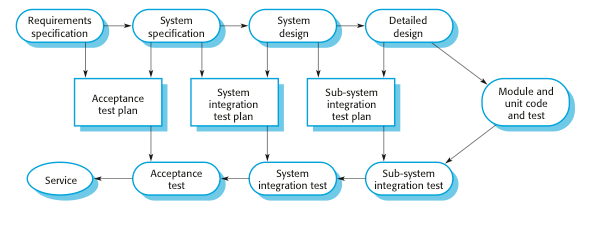 Requirements
specification
System
specification
System
design
Detailed
design
Acceptance
test plan
System
integration
test plan
Sub-system
integration
test plan
Module and
unit code
and test
Service
Acceptance
test
System
integration test
Sub-system
integration test